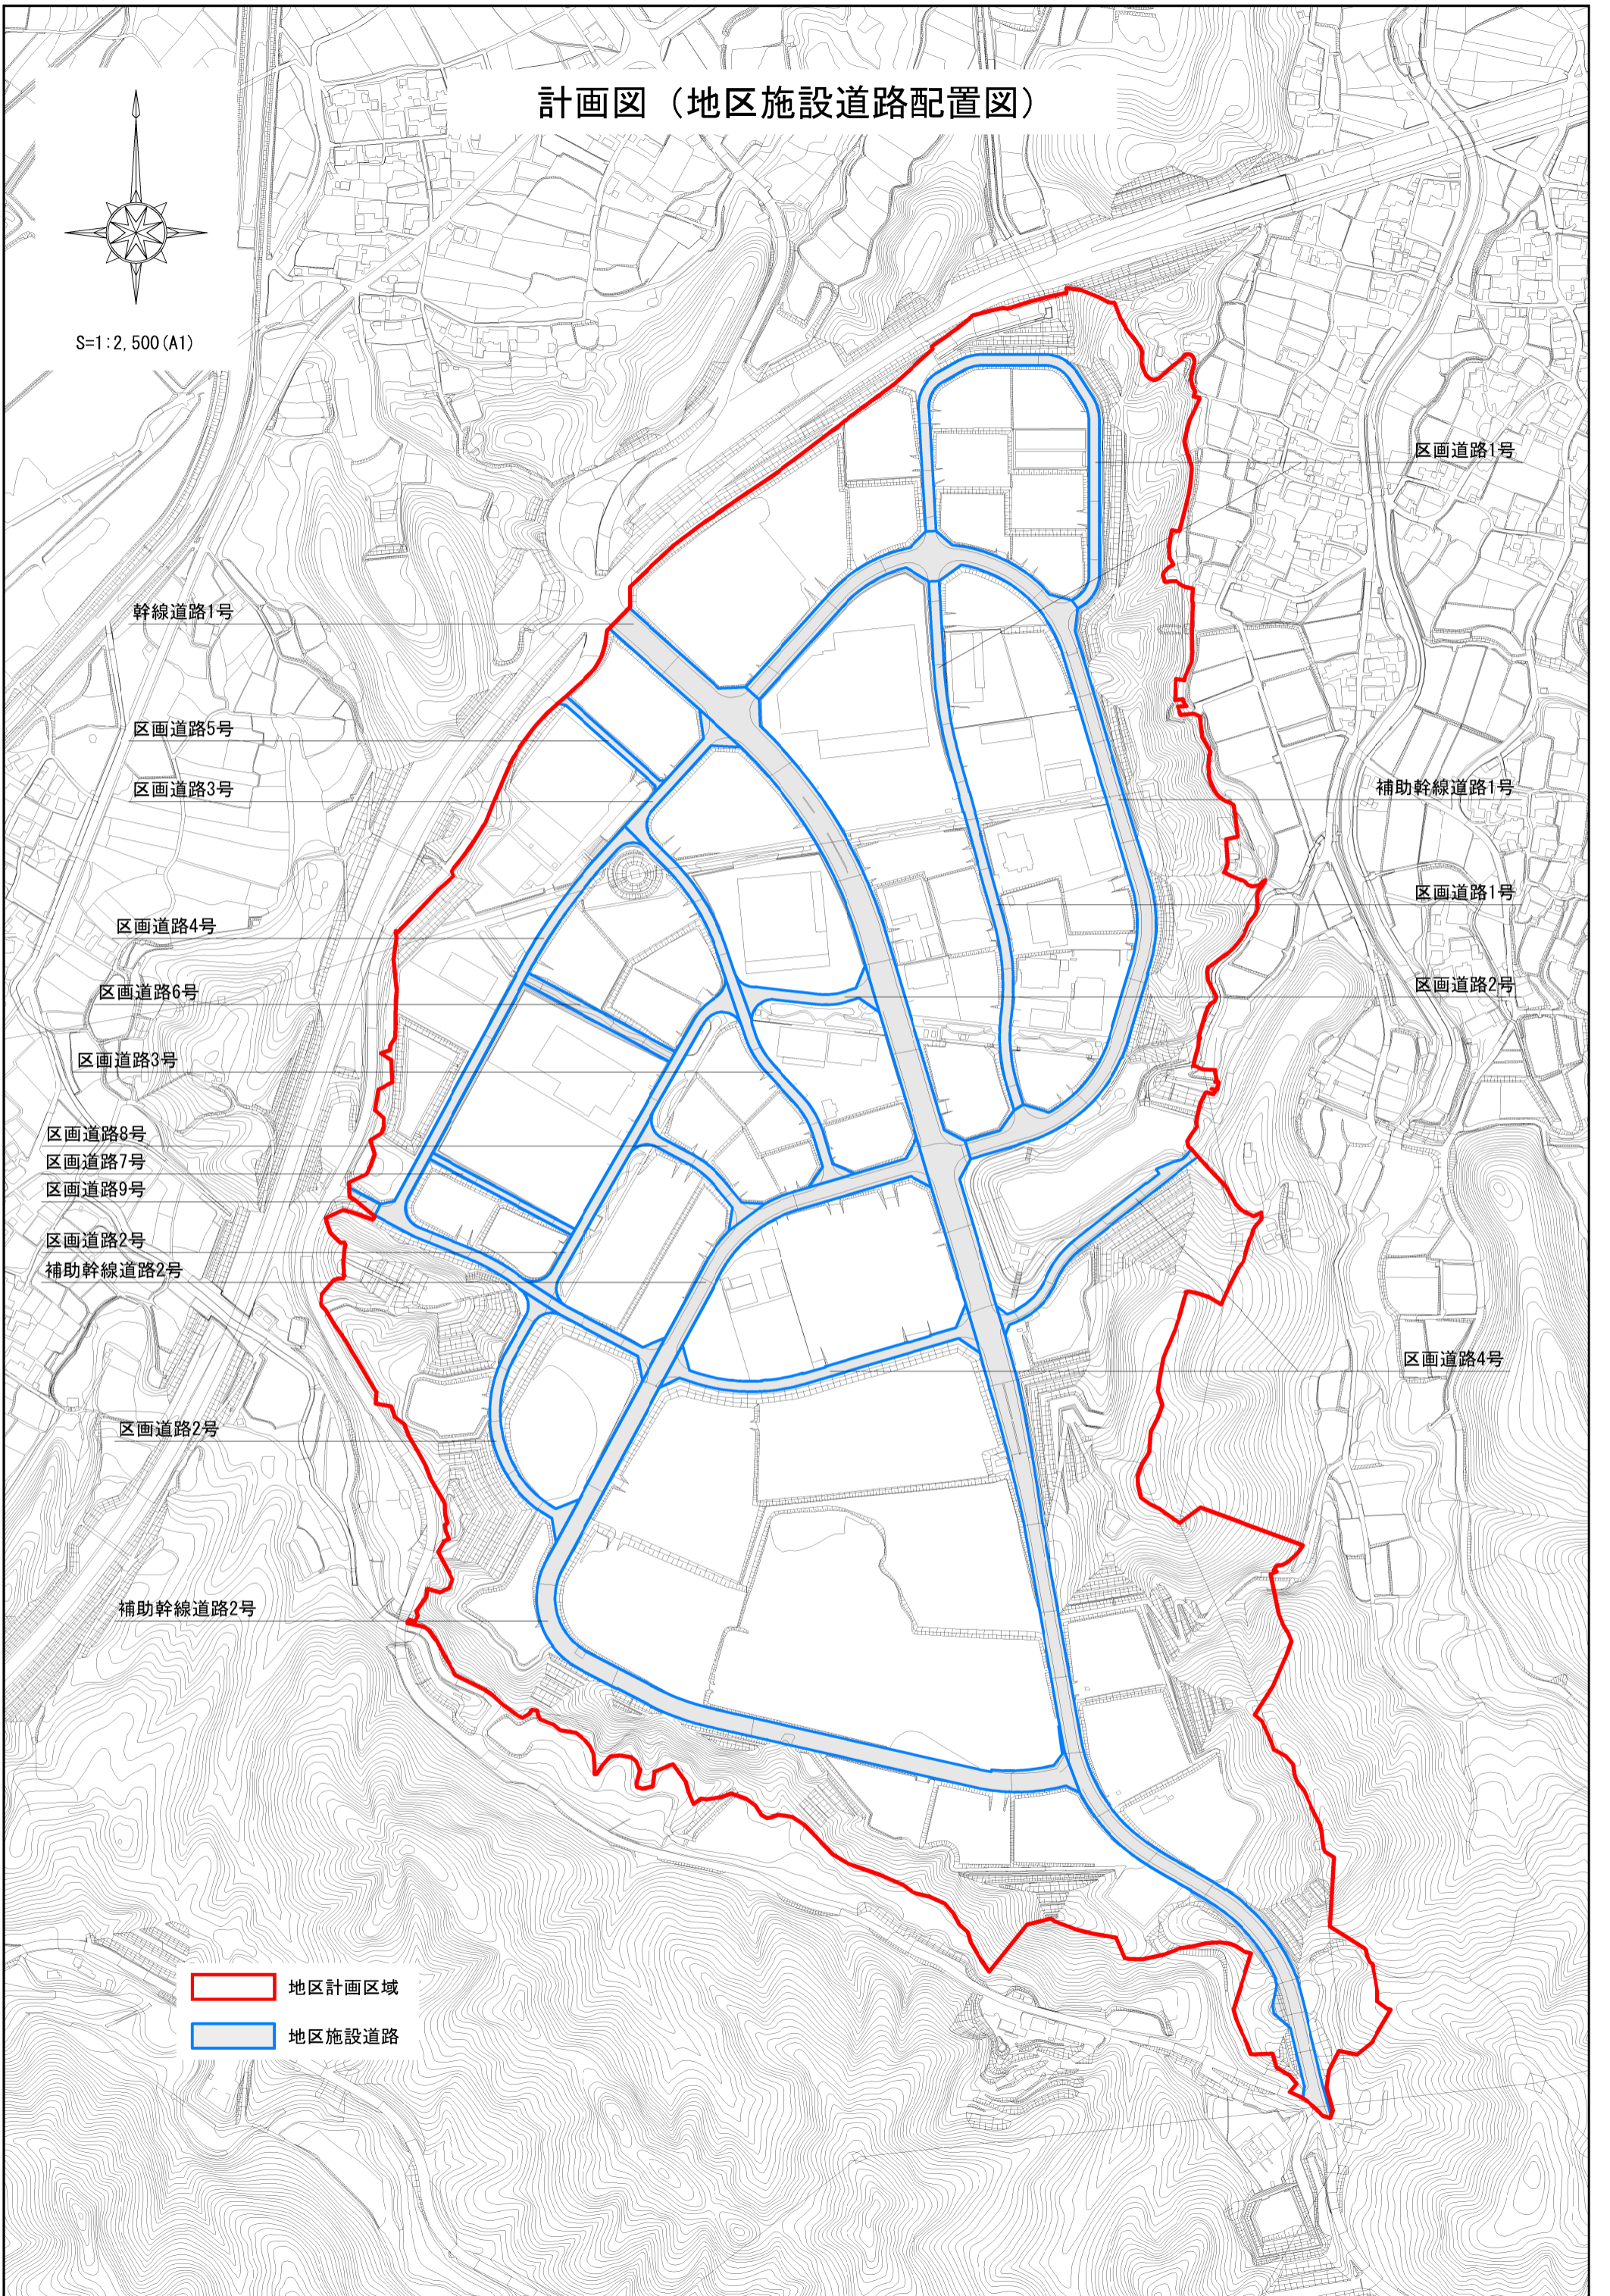 計画図（地区施設道路配置図）
S=1:2,500(A1)
区画道路1号
幹線道路1号
区画道路5号
区画道路3号
補助幹線道路1号
区画道路1号
区画道路4号
区画道路2号
区画道路6号
区画道路3号
区画道路8号
区画道路7号
区画道路9号
区画道路2号
補助幹線道路2号
区画道路4号
区画道路2号
補助幹線道路2号
地区計画区域
地区施設道路